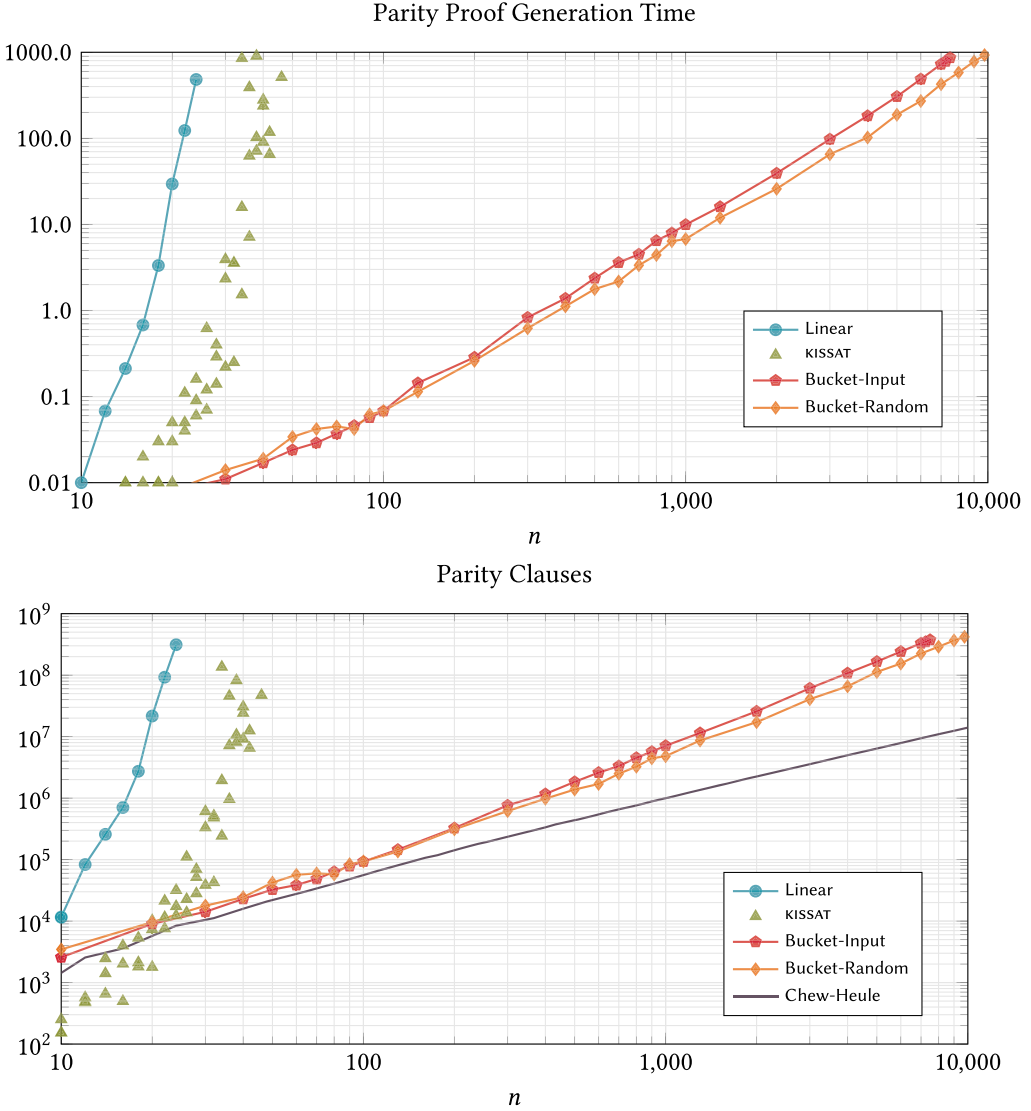 Parity Proof Generation Time
1000.0
100.0
10.0
1.0
0.1
0.01
10
100
1,000
10,000
n
Linear
KISSAT
Bucket-Input
Bucket-Random
Parity Clauses
10^9
10^8
10^7
10^6
10^5
10^4
10^3
10^2
10
100
1,000
10,000
n
Linear
KISSAT
Bucket-Input
Bucket-Random
Chew-Heule